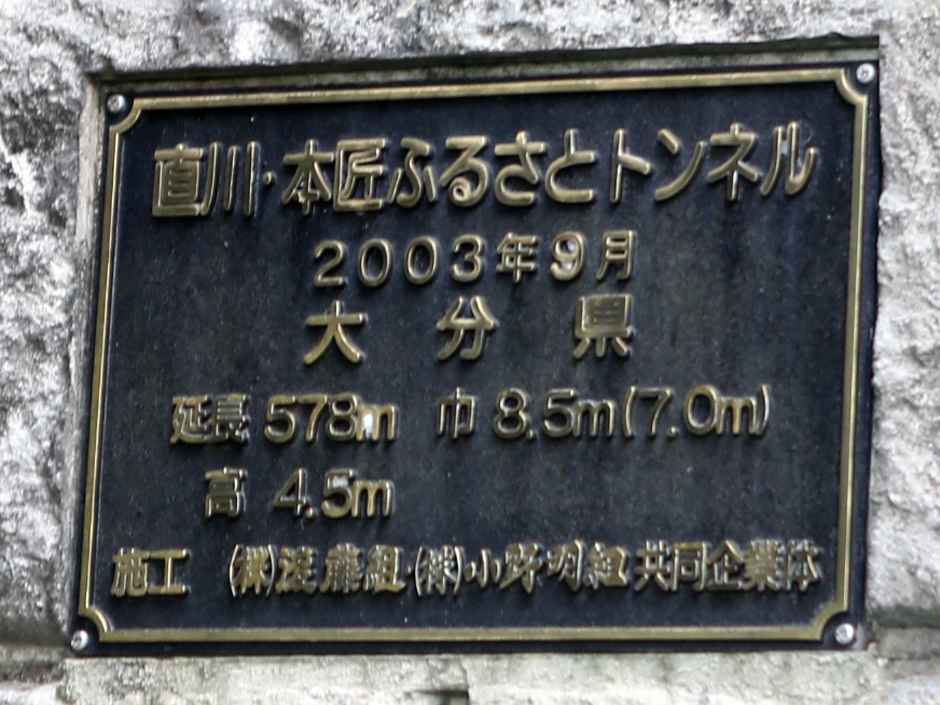 直川・本匠ふるさとトンネル
2003年9月
大分県
延長 578m 巾 8.5m(7.0m)
高 4.5m
施工 (株)渡藤組・(株)小野明組共同企業体